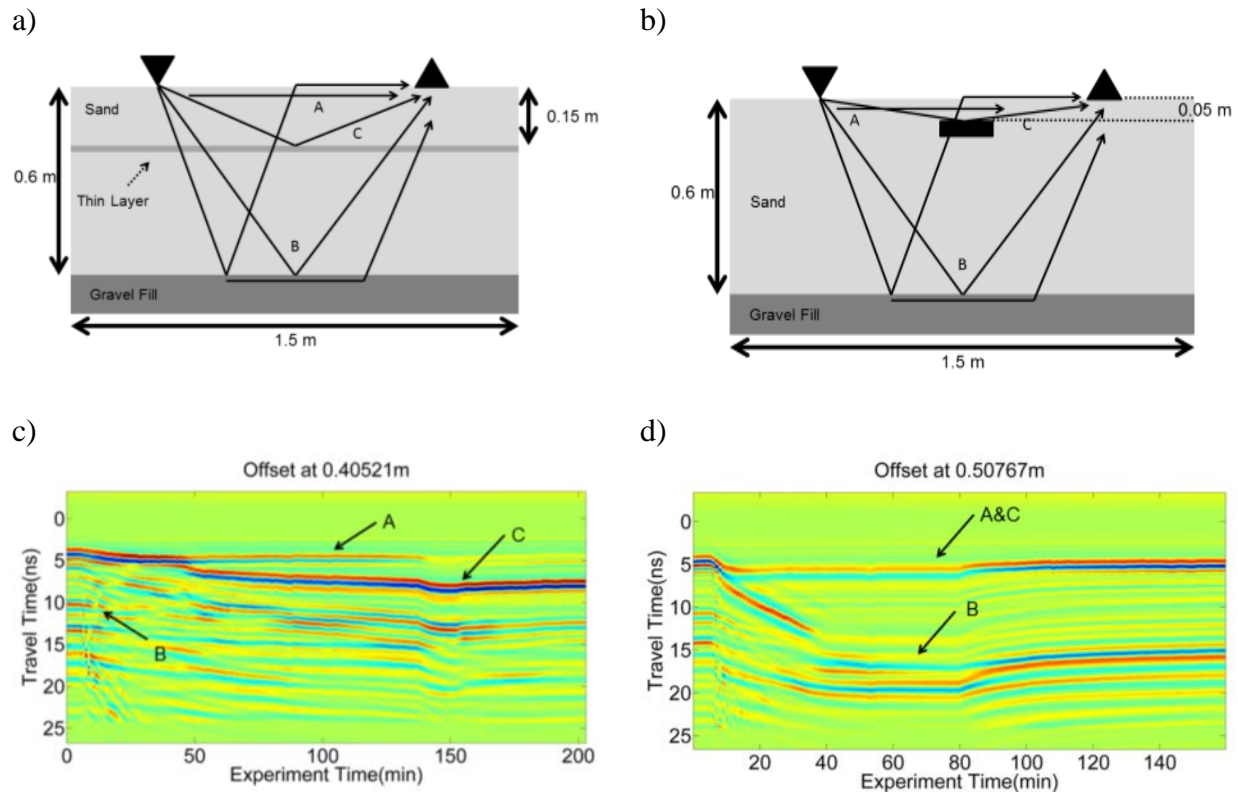 a)
Sand
A
C
0.15 m
0.6 m
Thin Layer
B
Gravel Fill
1.5 m
b)
A
C
0.05 m
0.6 m
Sand
B
Gravel Fill
1.5 m
c)
Offset at 0.40521m
Travel Time(ns)
0
5
10
15
20
25
A
C
B
0 50 100 150 200
Experiment Time(min)
d)
Offset at 0.50767m
Travel Time(ns)
0
5
10
15
20
25
A&C
B
20 40 60 80 100 120 140
Experiment Time(min)